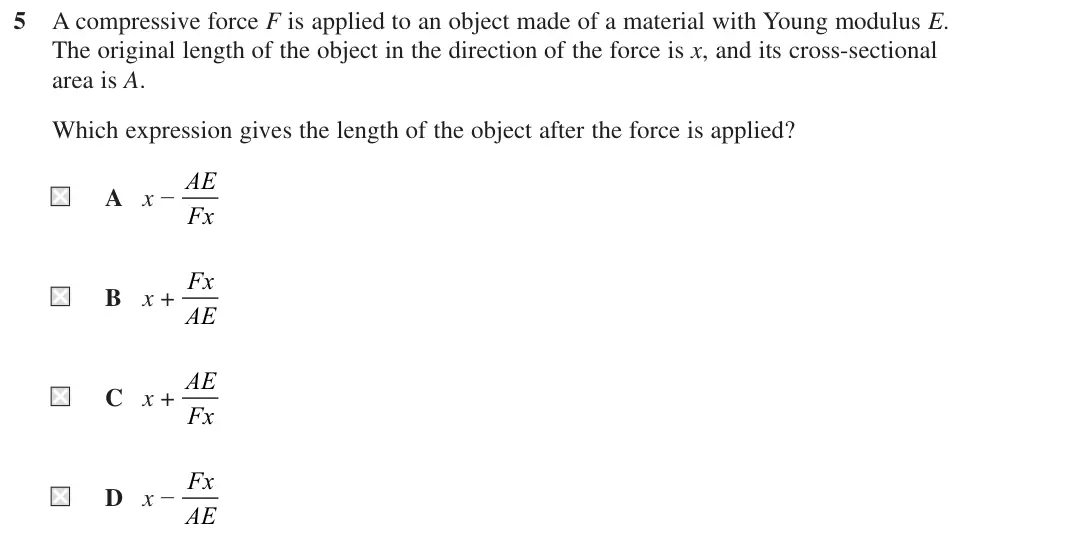 5 A compressive force F is applied to an object made of a material with Young modulus E.
The original length of the object in the direction of the force is x, and its cross-sectional
area is A.
Which expression gives the length of the object after the force is applied?
A x − AE/Fx
B x + Fx/AE
C x + AE/Fx
D x − Fx/AE